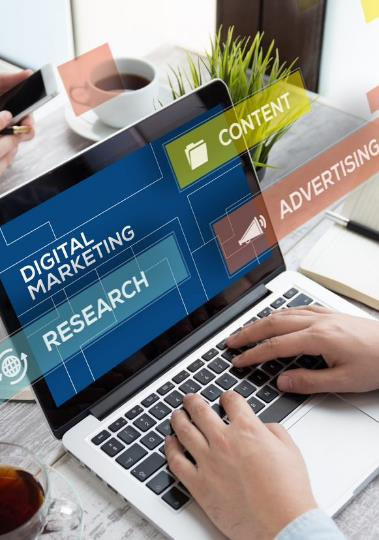 CONTENT
ADVERTISING
DIGITAL
MARKETING
RESEARCH